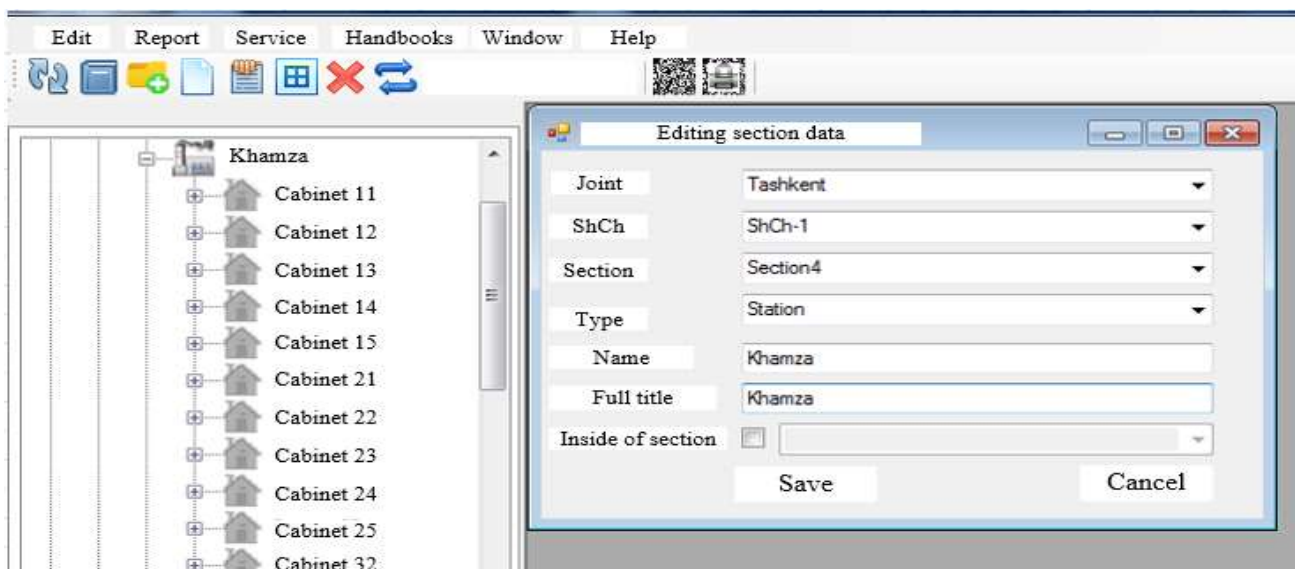 Edit Report Service Handbooks Window Help
Khamza
Cabinet 11
Cabinet 12
Cabinet 13
Cabinet 14
Cabinet 15
Cabinet 21
Cabinet 22
Cabinet 23
Cabinet 24
Cabinet 25
Cabinet 32
Editing section data
Joint Tashkent
ShCh ShCh-1
Section Section4
Type Station
Name Khamza
Full title Khamza
Inside of section
Save Cancel